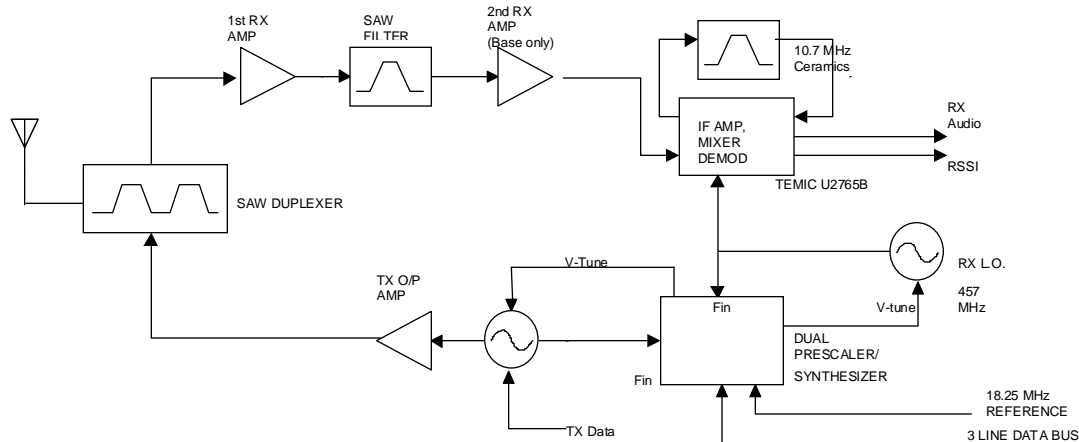 1st RX
AMP
SAW
FILTER
2nd RX
AMP
(Base only)
10.7 MHz
Ceramics
IF AMP,
MIXER
DEMOD
RX
Audio
RSSI
TEMIC U2765B
SAW DUPLEXER
V-Tune
RX L.O.
457
MHz
TX O/P
AMP
Fin
V-tune
DUAL
PRESCALER/
SYNTHESIZER
Fin
18.25 MHz
REFERENCE
TX Data
3 LINE DATA BUS